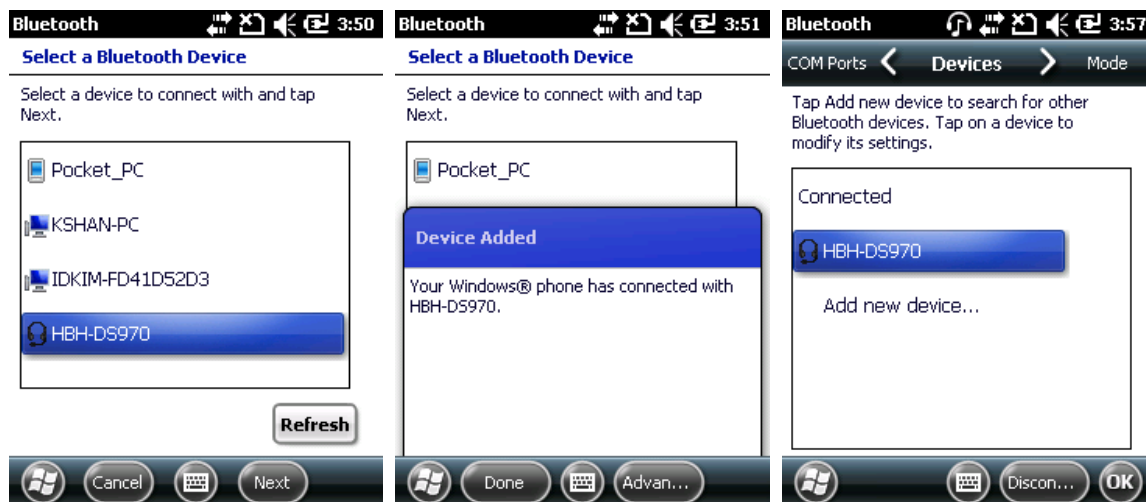 Bluetooth 3:50
Select a Bluetooth Device
Select a device to connect with and tap
Next.
Pocket_PC
KSHAN-PC
IDKIM-FD41D52D3
HBH-DS970
Refresh
Cancel
Next
Bluetooth 3:51
Select a Bluetooth Device
Select a device to connect with and tap
Next.
Pocket_PC
Device Added
Your Windows® phone has connected with
HBH-DS970.
Done
Advan...
Bluetooth 3:57
COM Ports Devices Mode
Tap Add new device to search for other
Bluetooth devices. Tap on a device to
modify its settings.
Connected
HBH-DS970
Add new device...
Discon...
OK